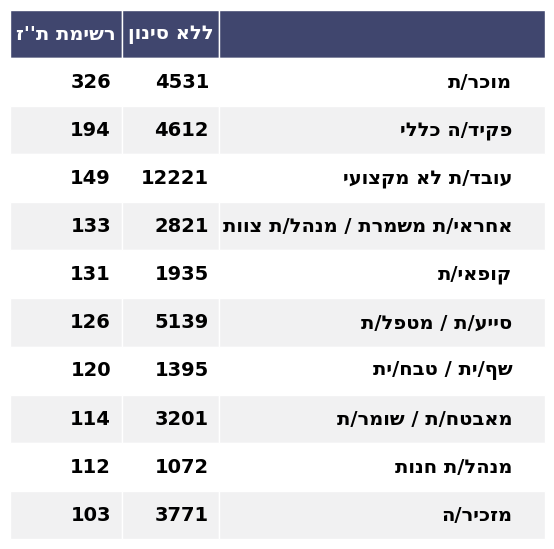 ללא סינון רשימת ת''ז
מוכר/ת 4531 326
פקיד/ה כללי 4612 194
עובד/ת לא מקצועי 12221 149
אחראי/ת משמרת / מנהל/ת צוות 2821 133
קופאי/ת 1935 131
סייע/ת / מטפל/ת 5139 126
שף/ית / טבח/ית 1395 120
מאבטח/ת / שומר/ת 3201 114
מנהל/ת חנות 1072 112
מזכיר/ה 3771 103